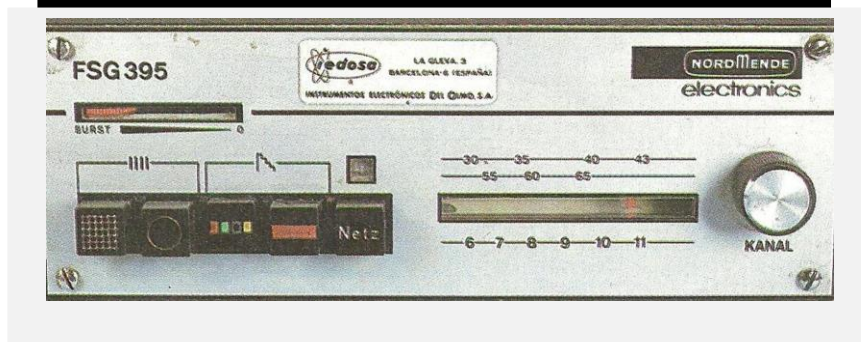 FSG 395
iedosa
LA GLEVA, 3
BARCELONA-6 (ESPAÑA)
INSTRUMENTOS ELECTRÓNICOS DEL OLMO, S.A.
NORDMENDE
electronics
BURST 0
30 35 40 43
55 60 65
Netz
6 7 8 9 10 11
KANAL